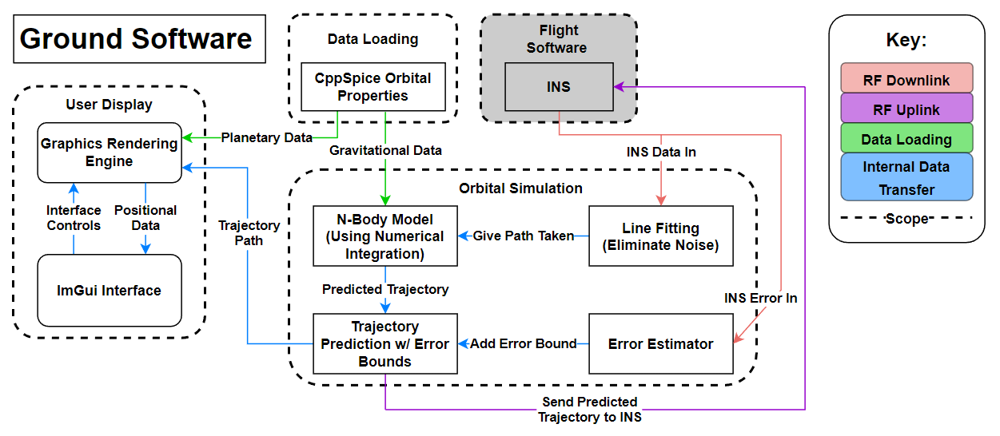 Ground Software
Data Loading
CppSpice Orbital
Properties
Flight
Software
INS
Key:
RF Downlink
RF Uplink
Data Loading
Internal Data
Transfer
Scope
User Display
Graphics Rendering
Engine
Planetary Data
Gravitational Data
INS Data In
Interface
Controls
Positional
Data
Trajectory
Path
ImGui Interface
Orbital Simulation
N-Body Model
(Using Numerical
Integration)
Give Path Taken
Line Fitting
(Eliminate Noise)
Predicted Trajectory
INS Error In
Trajectory
Prediction w/ Error
Bounds
Add Error Bound
Error Estimator
Send Predicted
Trajectory to INS